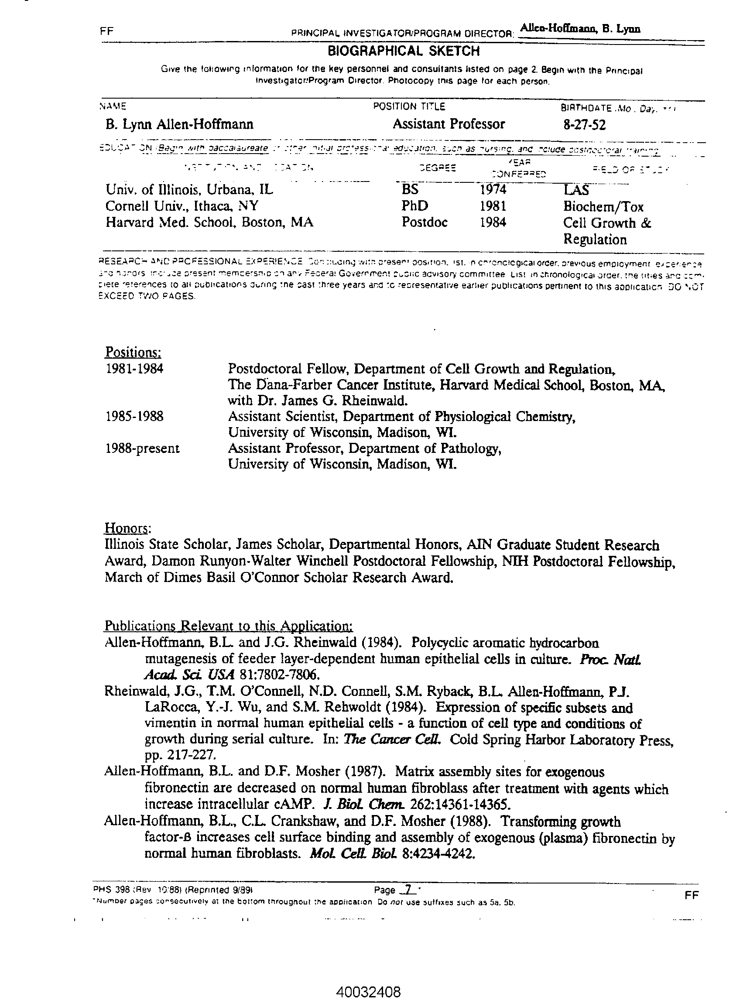 FF
PRINCIPAL INVESTIGATOR/PROGRAM DIRECTOR: Allen-Hoffmann, B. Lynn
BIOGRAPHICAL SKETCH
Give the following information for the key personnel and consultants listed on page 2. Begin with the Principal
Investigator/Program Director. Photocopy this page for each person.
NAME POSITION TITLE BIRTHDATE (Mo., Day,
B. Lynn Allen-Hoffmann Assistant Professor 8-27-52
EDUCATION (Begin with baccalaureate or other initial professional education, such as nursing, and include postdoctoral training.)
INSTITUTION AND LOCATION DEGREE YEAR CONFERRED FIELD OF STUDY
Univ. of Illinois, Urbana, IL BS 1974 LAS
Cornell Univ., Ithaca, NY PhD 1981 Biochem/Tox
Harvard Med. School, Boston, MA Postdoc 1984 Cell Growth &
Regulation
RESEARCH AND PROFESSIONAL EXPERIENCE: Concluding with present position, list, in chronological order, previous employment, experience,
and honors. Include present membership on any Federal Government public advisory committee. List, in chronological order, the titles and com-
plete references to all publications during the past three years and to representative earlier publications pertinent to this application. DO NOT
EXCEED TWO PAGES.
Positions:
1981-1984 Postdoctoral Fellow, Department of Cell Growth and Regulation,
The Dana-Farber Cancer Institute, Harvard Medical School, Boston, MA,
with Dr. James G. Rheinwald.
1985-1988 Assistant Scientist, Department of Physiological Chemistry,
University of Wisconsin, Madison, WI.
1988-present Assistant Professor, Department of Pathology,
University of Wisconsin, Madison, WI.
Honors:
Illinois State Scholar, James Scholar, Departmental Honors, AIN Graduate Student Research
Award, Damon Runyon-Walter Winchell Postdoctoral Fellowship, NIH Postdoctoral Fellowship,
March of Dimes Basil O'Connor Scholar Research Award.
Publications Relevant to this Application:
Allen-Hoffmann, B.L. and J.G. Rheinwald (1984). Polycyclic aromatic hydrocarbon
mutagenesis of feeder layer-dependent human epithelial cells in culture. Proc. Natl.
Acad. Sci. USA 81:7802-7806.
Rheinwald, J.G., T.M. O'Connell, N.D. Connell, S.M. Ryback, B.L. Allen-Hoffmann, P.J.
LaRocca, Y.-J. Wu, and S.M. Rehwoldt (1984). Expression of specific subsets and
vimentin in normal human epithelial cells - a function of cell type and conditions of
growth during serial culture. In: The Cancer Cell. Cold Spring Harbor Laboratory Press,
pp. 217-227.
Allen-Hoffmann, B.L. and D.F. Mosher (1987). Matrix assembly sites for exogenous
fibronectin are decreased on normal human fibroblass after treatment with agents which
increase intracellular cAMP. J. Biol. Chem. 262:14361-14365.
Allen-Hoffmann, B.L., C.L. Crankshaw, and D.F. Mosher (1988). Transforming growth
factor-ß increases cell surface binding and assembly of exogenous (plasma) fibronectin by
normal human fibroblasts. Mol. Cell. Biol. 8:4234-4242.
PHS 398 (Rev. 10/88) (Reprinted 9/89) Page 7 * FF
*Number pages consecutively at the bottom throughout the application. Do not use suffixes such as 5a, 5b.
40032408